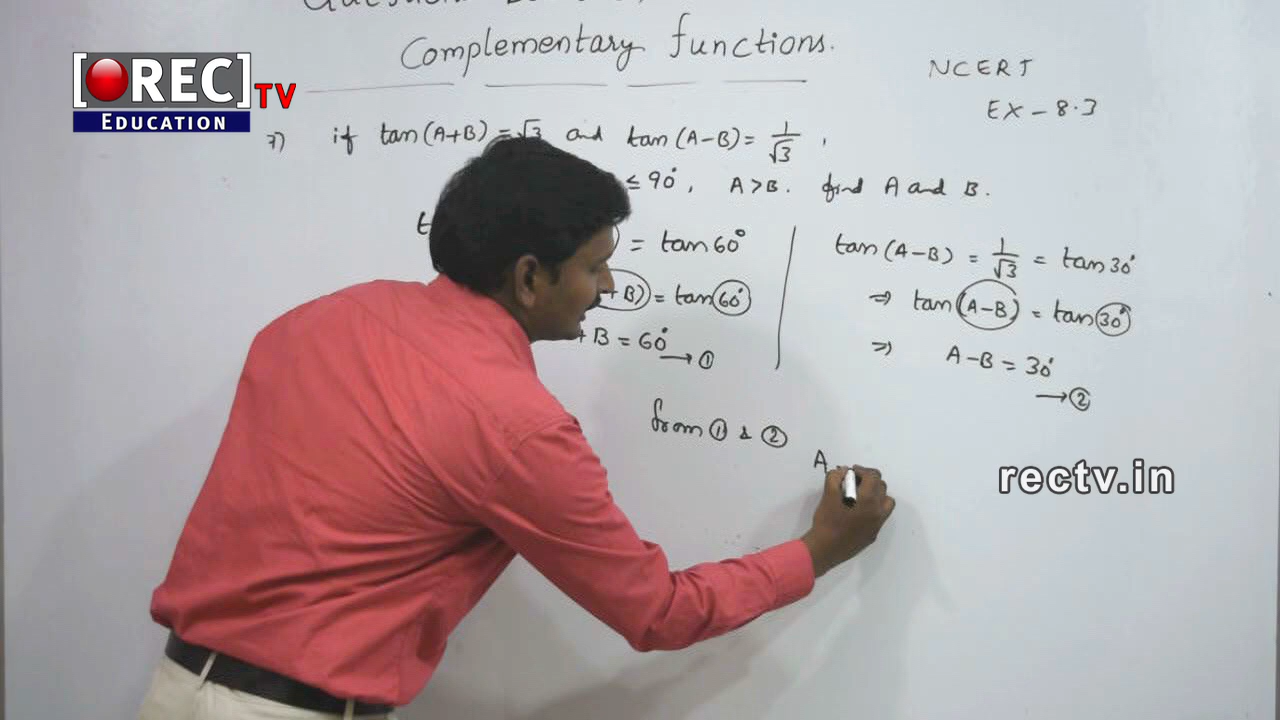 Complementary functions.
[REC] TV
EDUCATION
NCERT
EX - 8.3
7) if tan(A+B) = √3 and tan(A-B) = 1/√3 ,
≤ 90°, A > B. find A and B.
= tan 60°
+B) = tan 60°
+ B = 60° → ①
tan(A-B) = 1/√3 = tan 30°
⇒ tan(A-B) = tan 30°
⇒ A-B = 30°
→ ②
from ① & ②
A
rectv.in